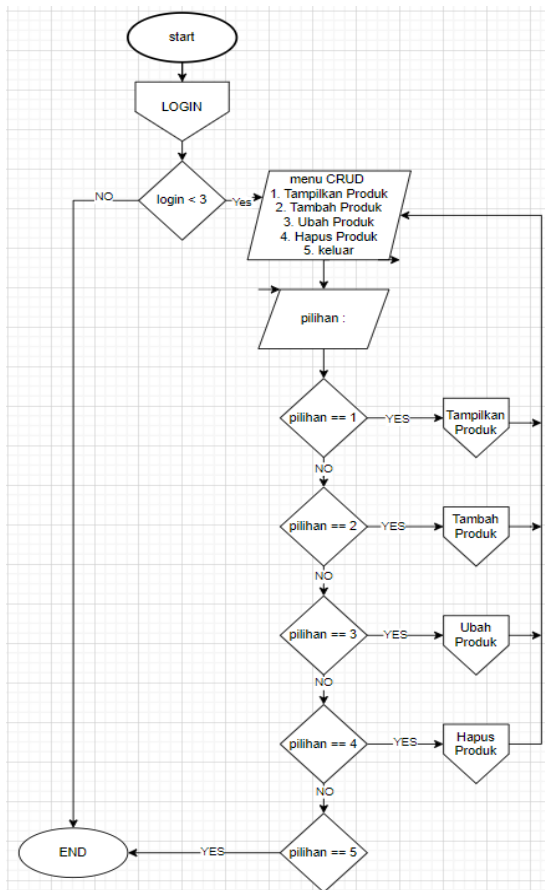 start
LOGIN
login < 3
NO
Yes
menu CRUD
1. Tampilkan Produk
2. Tambah Produk
3. Ubah Produk
4. Hapus Produk
5. keluar
pilihan :
pilihan == 1
YES
Tampilkan
Produk
NO
pilihan == 2
YES
Tambah
Produk
NO
pilihan == 3
YES
Ubah
Produk
NO
pilihan == 4
YES
Hapus
Produk
NO
pilihan == 5
YES
END